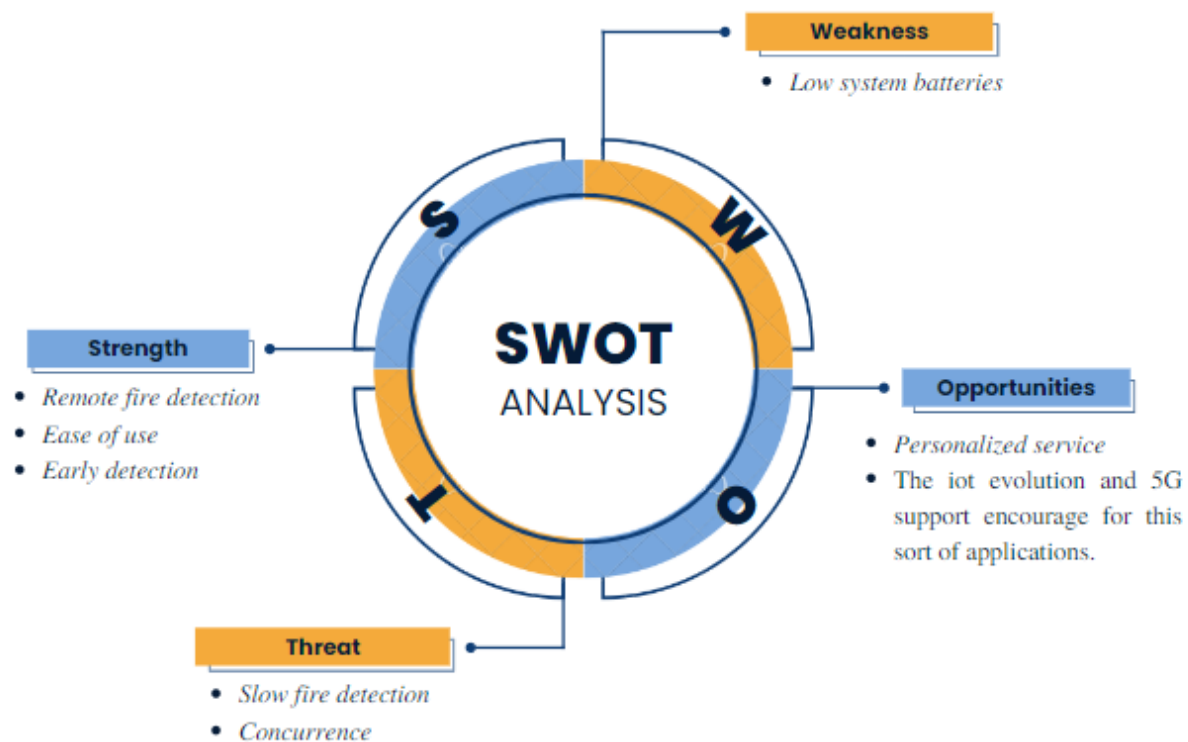 Weakness
• Low system batteries
S
W
SWOT
ANALYSIS
Strength
• Remote fire detection
• Ease of use
• Early detection
Opportunities
• Personalized service
• The iot evolution and 5G
support encourage for this
sort of applications.
T
O
Threat
• Slow fire detection
• Concurrence